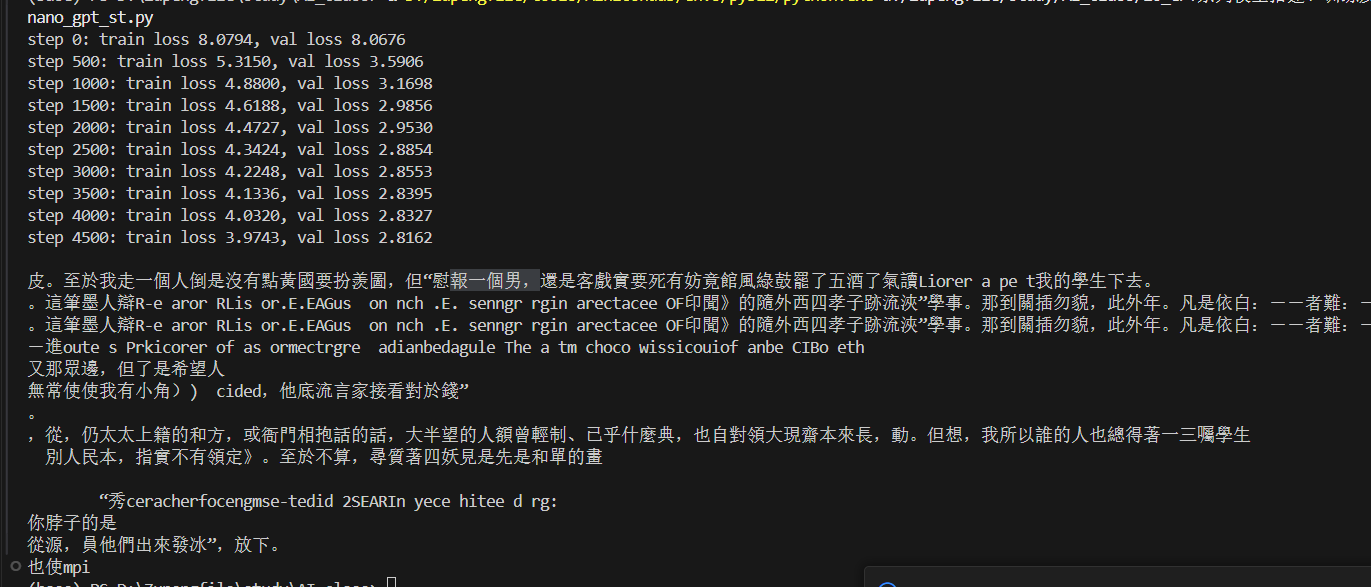 nano_gpt_st.py
step 0: train loss 8.0794, val loss 8.0676
step 500: train loss 5.3150, val loss 3.5906
step 1000: train loss 4.8800, val loss 3.1698
step 1500: train loss 4.6188, val loss 2.9856
step 2000: train loss 4.4727, val loss 2.9530
step 2500: train loss 4.3424, val loss 2.8854
step 3000: train loss 4.2248, val loss 2.8553
step 3500: train loss 4.1336, val loss 2.8395
step 4000: train loss 4.0320, val loss 2.8327
step 4500: train loss 3.9743, val loss 2.8162
皮。至於我走一個人倒是沒有點黃國要扮羨圖，但“慰報一個男，還是客戲實要死有妨竟館風綠鼓罷了五酒了氣讀Liorer a pe t我的學生下去。
。這筆墨人辯R-e aror RLis or.E.EAGus  on nch .E. senngr rgin arectacee OF印聞》的隨外西四孝子跡流浹”學事。那到關插勿貌，此外年。凡是依白：－－者難：－
。這筆墨人辯R-e aror RLis or.E.EAGus  on nch .E. senngr rgin arectacee OF印聞》的隨外西四孝子跡流浹”學事。那到關插勿貌，此外年。凡是依白：－－者難：－
－進oute s Prkicorer of as ormectrgre  adianbedagule The a tm choco wissicouiof anbe CIBo eth
又那眾邊，但了是希望人
無常使使我有小角））  cided，他底流言家接看對於錢”
。
，從，仍太太上籍的和方，或衙門相抱話的話，大半望的人額曾輕制、已乎什麼典，也自對領大現齋本來長，動。但想，我所以誰的人也總得著一三囑學生
別人民本，指實不有領定》。至於不算，尋質著四妖見是先是和單的畫
“秀ceracherfocengmse-tedid 2SEARIn yece hitee d rg:
你脖子的是
從源，員他們出來發冰”，放下。
也使mpi